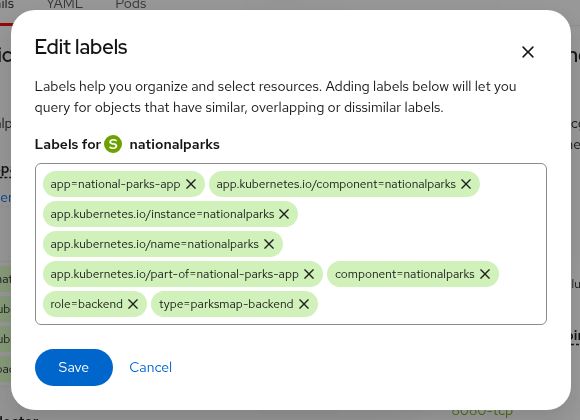 YAML Pods
Edit labels
Labels help you organize and select resources. Adding labels below will let you
query for objects that have similar, overlapping or dissimilar labels.
Labels for S nationalparks
app=national-parks-app app.kubernetes.io/component=nationalparks
app.kubernetes.io/instance=nationalparks
app.kubernetes.io/name=nationalparks
app.kubernetes.io/part-of=national-parks-app component=nationalparks
role=backend type=parksmap-backend
Save Cancel
8080-tcp